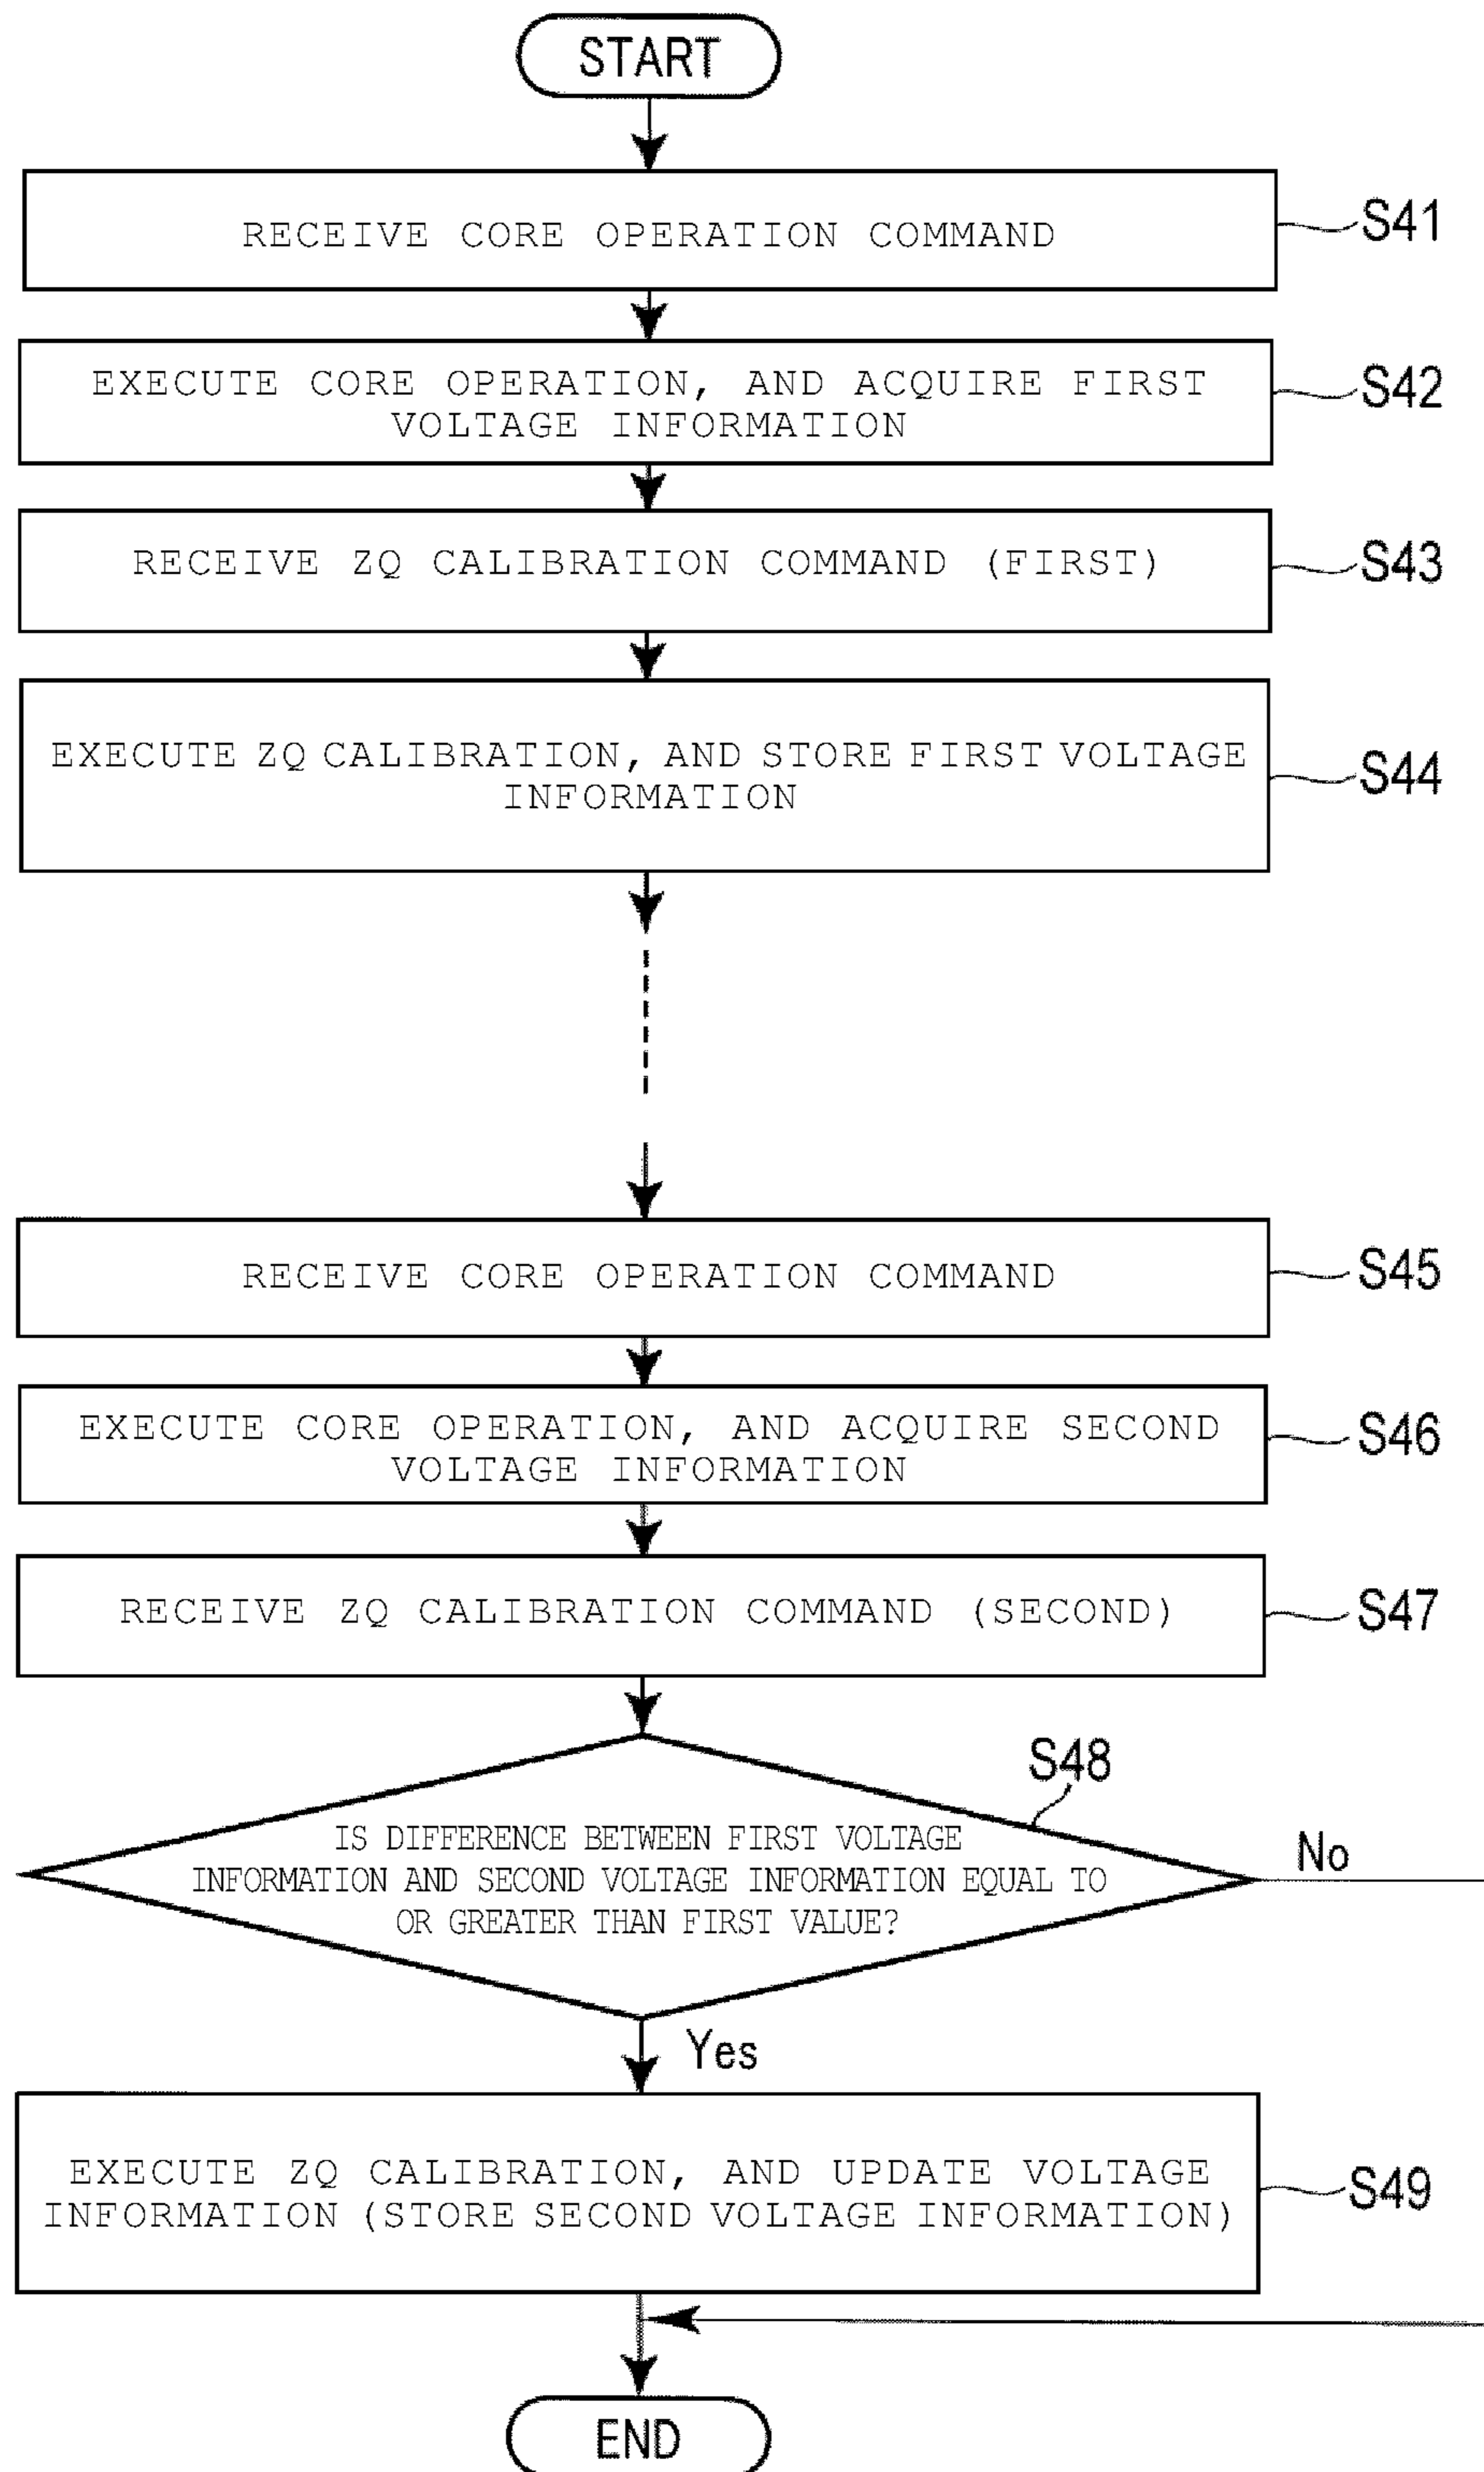 START
RECEIVE CORE OPERATION COMMAND
S41
EXECUTE CORE OPERATION, AND ACQUIRE FIRST
VOLTAGE INFORMATION
S42
RECEIVE ZQ CALIBRATION COMMAND (FIRST)
S43
EXECUTE ZQ CALIBRATION, AND STORE FIRST VOLTAGE
INFORMATION
S44
RECEIVE CORE OPERATION COMMAND
S45
EXECUTE CORE OPERATION, AND ACQUIRE SECOND
VOLTAGE INFORMATION
S46
RECEIVE ZQ CALIBRATION COMMAND (SECOND)
S47
S48
IS DIFFERENCE BETWEEN FIRST VOLTAGE
INFORMATION AND SECOND VOLTAGE INFORMATION EQUAL TO
OR GREATER THAN FIRST VALUE?
No
Yes
EXECUTE ZQ CALIBRATION, AND UPDATE VOLTAGE
INFORMATION (STORE SECOND VOLTAGE INFORMATION)
S49
END